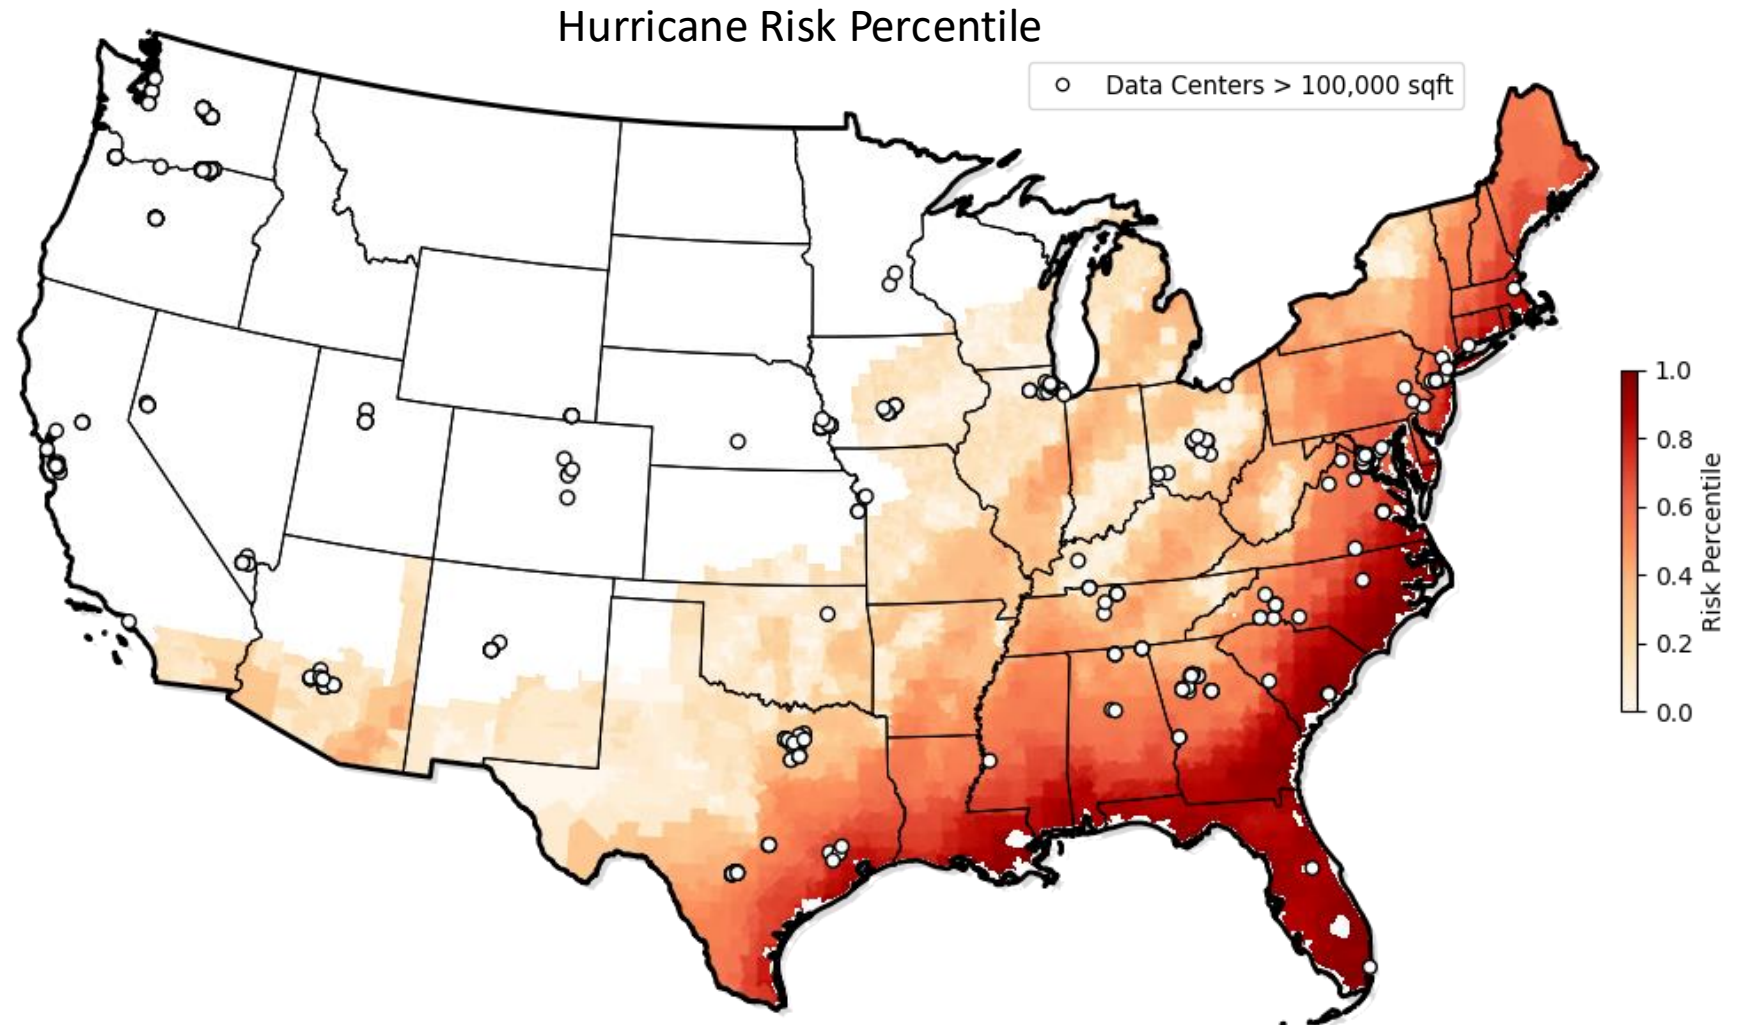 Hurricane Risk Percentile
Data Centers > 100,000 sqft
1.0
0.8
0.6
0.4
0.2
0.0
Risk Percentile